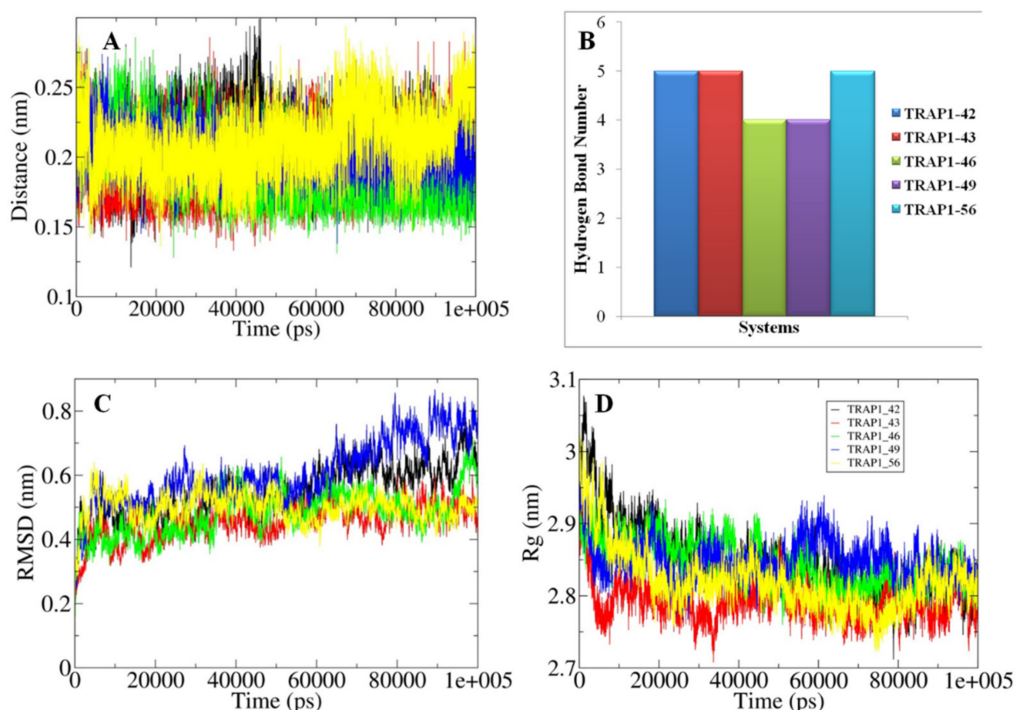 A
Distance (nm)
0.25
0.2
0.15
0.1
0 20000 40000 60000 80000 1e+005
Time (ps)
B
Hydrogen Bond Number
6
5
4
3
2
1
0
Systems
TRAP1-42
TRAP1-43
TRAP1-46
TRAP1-49
TRAP1-56
C
RMSD (nm)
0.8
0.6
0.4
0.2
0
0 20000 40000 60000 80000 1e+005
Time (ps)
D
Rg (nm)
3.1
3
2.9
2.8
2.7
TRAP1_42
TRAP1_43
TRAP1_46
TRAP1_49
TRAP1_56
0 20000 40000 60000 80000 1e+005
Time (ps)